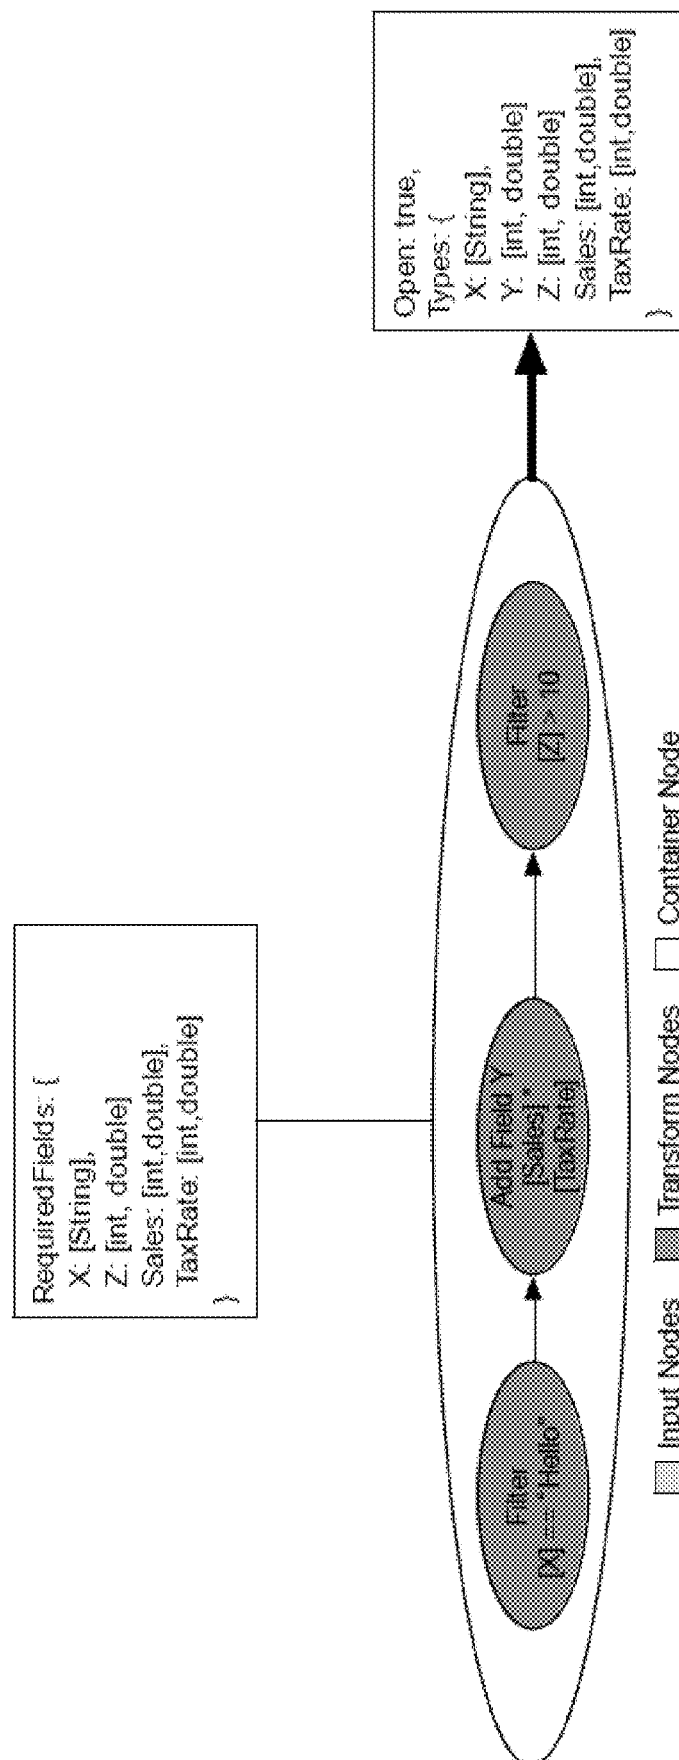 RequiredFields: {
X: [String],
Z: [int, double]
Sales: [int,double],
TaxRate: [int,double]
}
Open: true,
Types: {
X: [String],
Y: [int, double]
Z: [int, double]
Sales: [int,double],
TaxRate: [int,double]
}
Filter
[X] == "Hello"
Add Field Y
[Sales] *
[TaxRate]
Filter
[Z] > 10
Input Nodes
Transform Nodes
Container Node